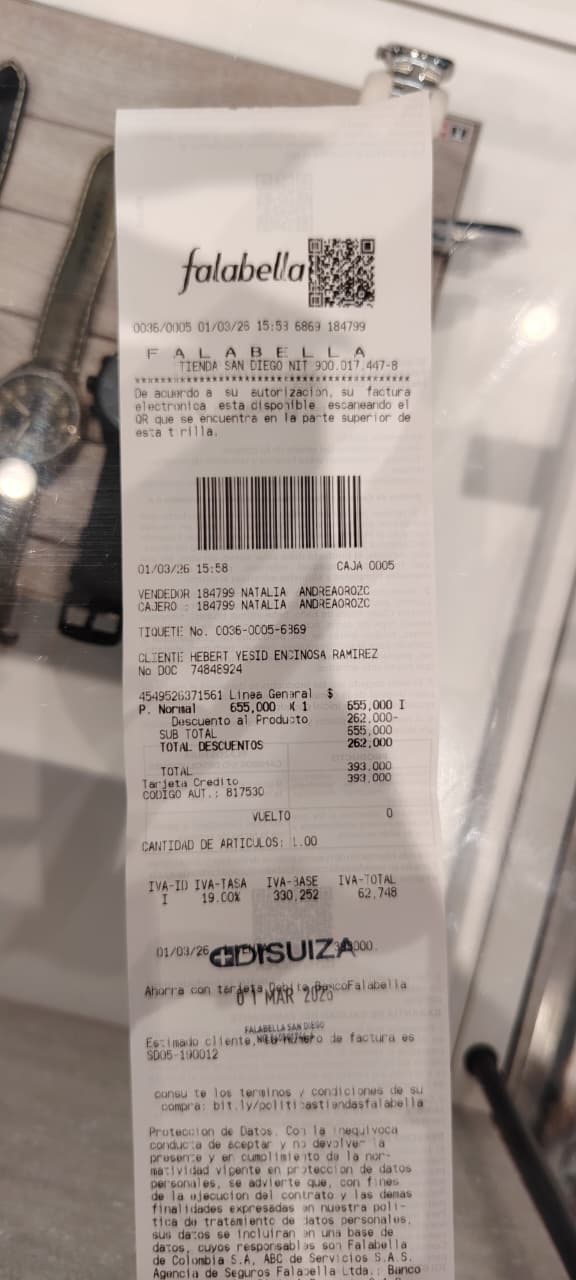 falabella
0036/0005 01/03/26 15:53 6869 184799
F A L A B E L L A
TIENDA SAN DIEGO NIT 900.017.447-8
****************************************
De acuerdo a su autorizacion, su factura
electronica esta disponible escaneando el
QR que se encuentra en la parte superior de
esta tirilla.
01/03/26 15:58 CAJA 0005
VENDEDOR 184799 NATALIA ANDREAOROZC
CAJERO : 184799 NATALIA ANDREAOROZC
TIQUETE No. 0036-0005-6869
CLIENTE HEBERT YESID ENCINOSA RAMIREZ
No DOC 74848924
4549526371561 Linea General $
P. Normal 655,000 X 1 655,000 I
Descuento al Producto 262,000-
SUB TOTAL 655,000
TOTAL DESCUENTOS 262,000
TOTAL 393,000
Tarjeta Credito 393,000
CODIGO AUT.: 817530
VUELTO 0
CANTIDAD DE ARTICULOS: 1.00
IVA-ID IVA-TASA IVA-BASE IVA-TOTAL
I 19.00% 330,252 62,748
01/03/26
DISUIZA
Ahorra con tarjeta Debito BancoFalabella
01 MAR 2026
FALABELLA SAN DIEGO
Estimado cliente, su numero de factura es
SD05-190012
consulte los terminos y condiciones de su
compra: bit.ly/politicastiendasfalabella
Proteccion de Datos. Con la inequivoca
conducta de aceptar y no devolver la
presente y en cumplimiento de la nor-
matividad vigente en proteccion de datos
personales, se advierte que, con fines
de la ejecucion del contrato y las demas
finalidades expresadas en nuestra poli-
tica de tratamiento de datos personales,
sus datos se incluiran en una base de
datos, cuyos responsables son Falabella
de Colombia S.A, ABC de Servicios S.A.S.
Agencia de Seguros Falabella Ltda.; Banco